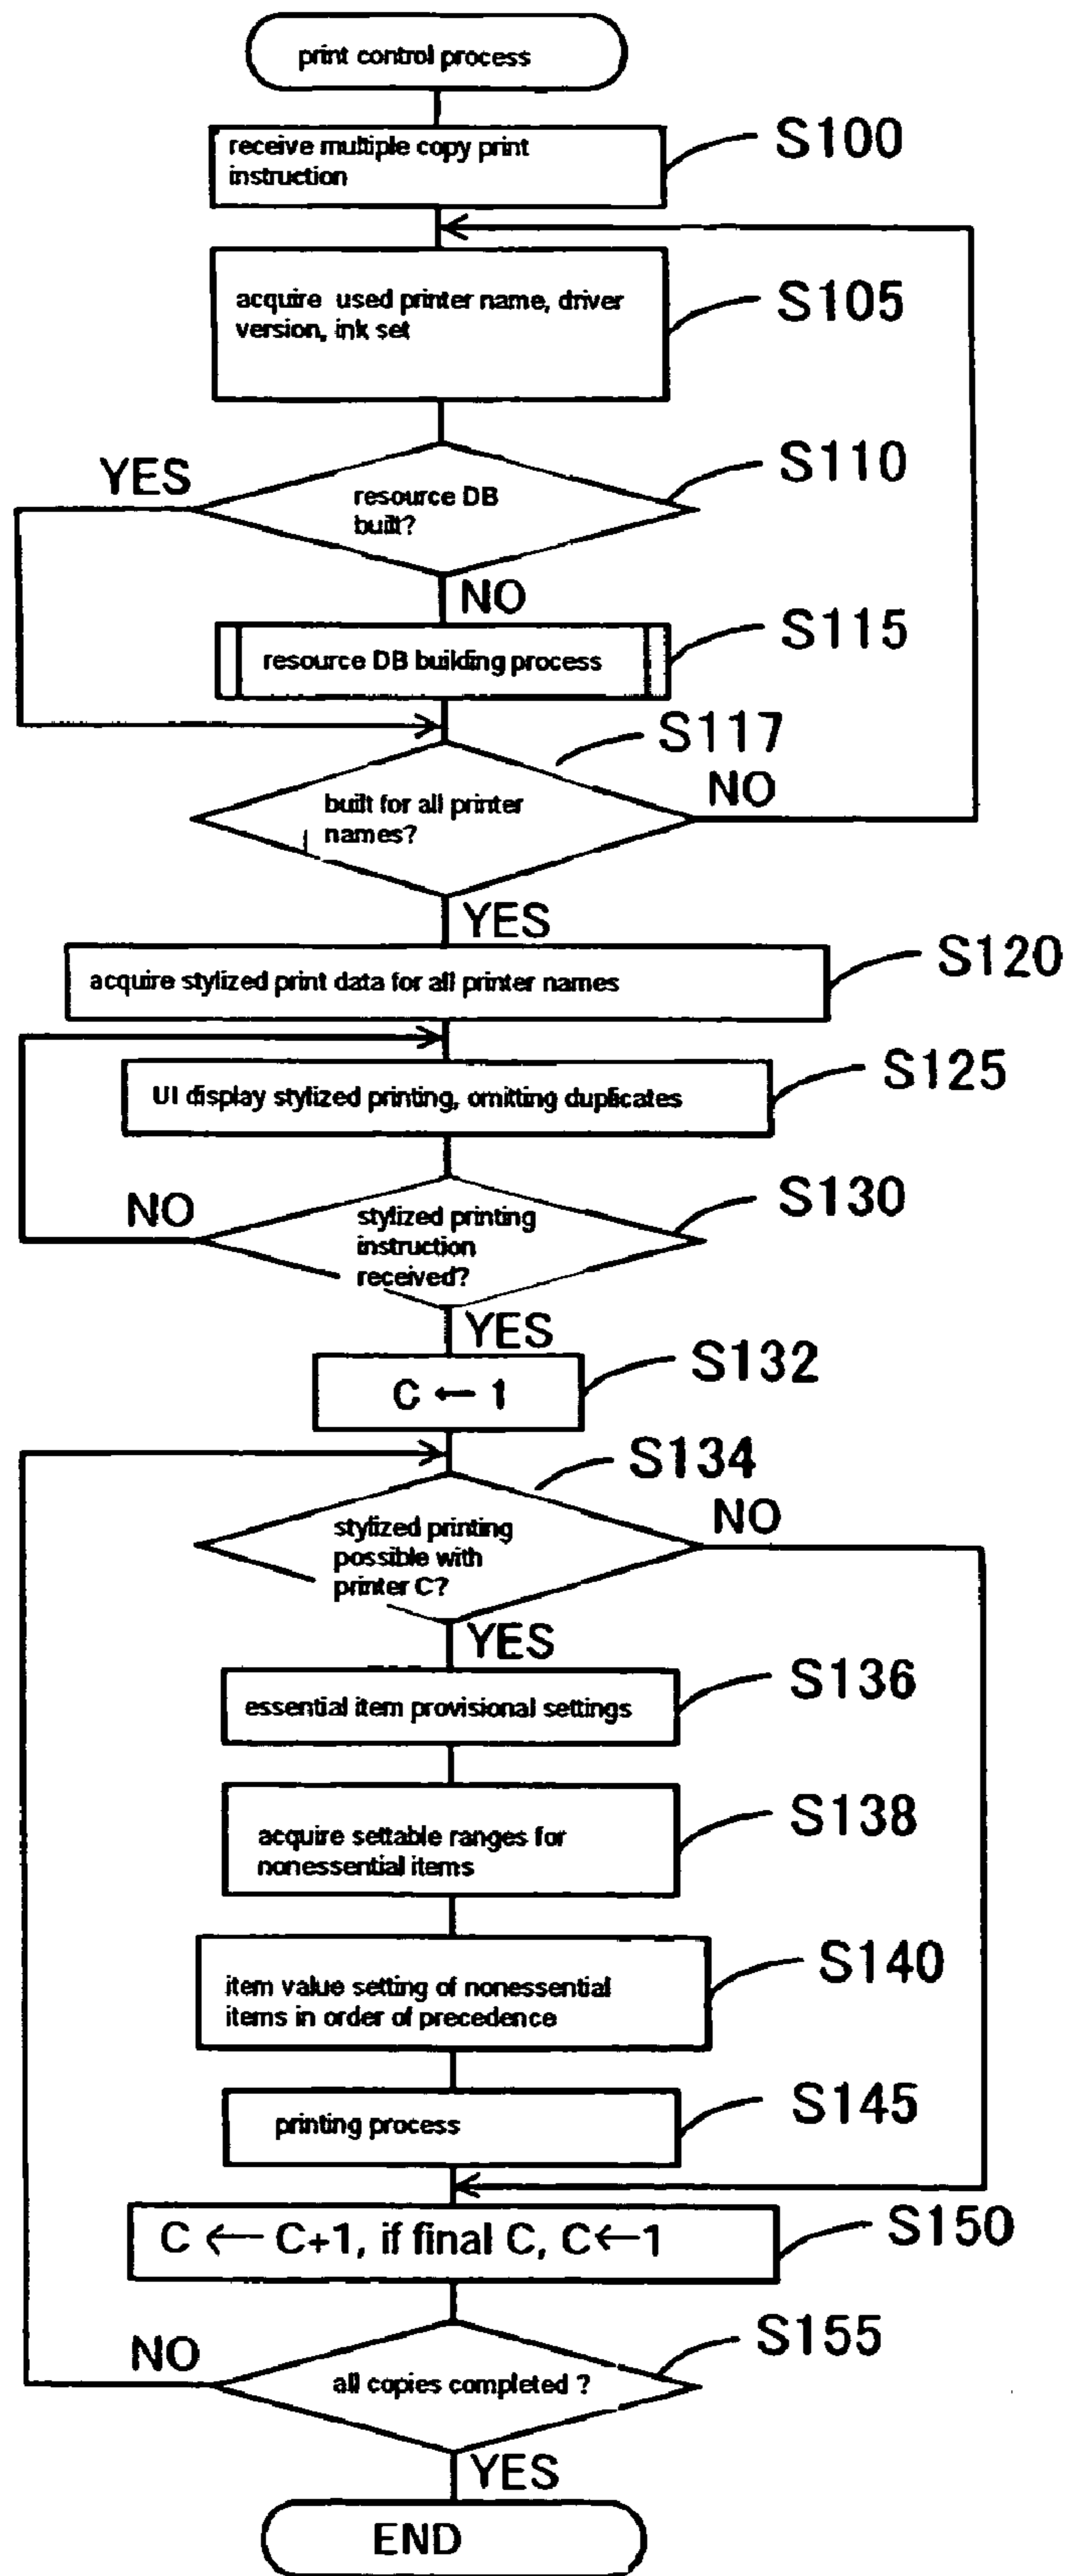 print control process
receive multiple copy print
instruction
S100
acquire used printer name, driver
version, ink set
S105
YES
resource DB
built?
S110
NO
resource DB building process
S115
S117
built for all printer
names?
NO
YES
acquire stylized print data for all printer names
S120
UI display stylized printing, omitting duplicates
S125
NO
stylized printing
instruction
received?
S130
YES
C ← 1
S132
S134
stylized printing
possible with
printer C?
NO
YES
essential item provisional settings
S136
acquire settable ranges for
nonessential items
S138
item value setting of nonessential
items in order of precedence
S140
printing process
S145
C ← C+1, if final C, C←1
S150
NO
all copies completed ?
S155
YES
END